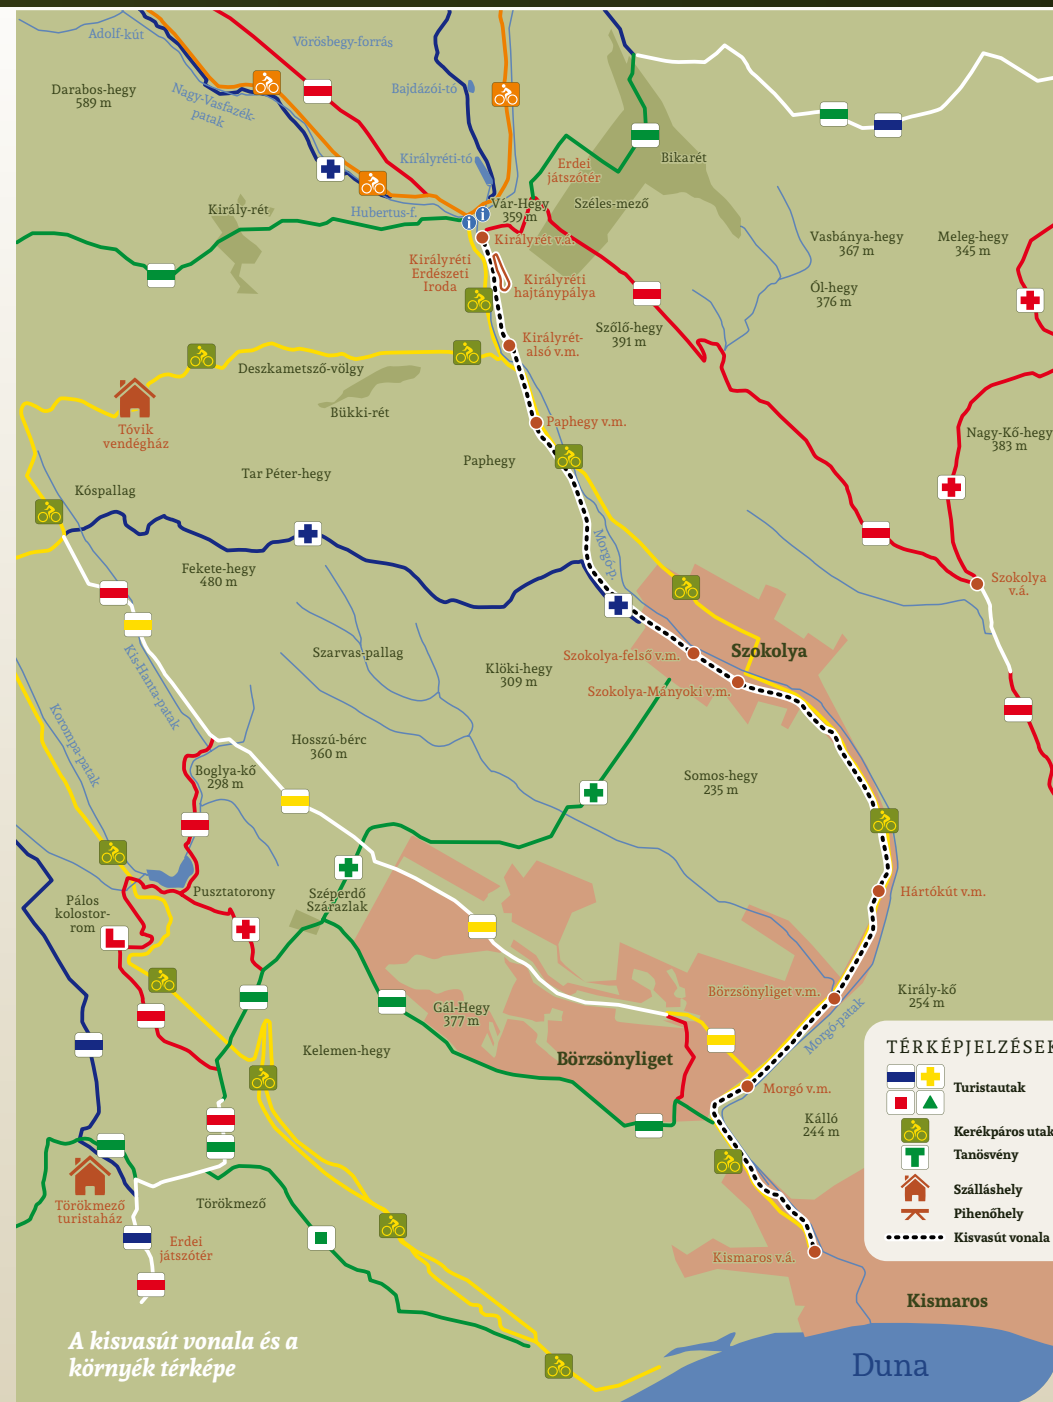 Adolf-kút
Vörösbegy-forrás
Darabos-hegy
589 m
Nagy-Vasfazék-
patak
Bajdázói-tó
Királyréti-tó
Bikarét
Erdei
játszótér
Király-rét
Hubertus-f.
Vár-Hegy
359 m
Széles-mező
Királyrét v.á.
Vasbánya-hegy
367 m
Meleg-hegy
345 m
Királyréti
Erdészeti
Iroda
Királyréti
hajtánypálya
Ól-hegy
376 m
Szőlő-hegy
391 m
Királyrét-
alsó v.m.
Deszkametsző-völgy
Bükki-rét
Tóvik
vendégház
Paphegy v.m.
Nagy-Kő-hegy
383 m
Tar Péter-hegy
Paphegy
Kóspallag
Morgó-p.
Fekete-hegy
480 m
Szokolya
v.á.
Kis-Hanta-patak
Szarvas-pallag
Klöki-hegy
309 m
Szokolya-felső v.m.
Szokolya
Szokolya-Mányoki v.m.
Korompa-patak
Hosszú-bérc
360 m
Boglya-kő
298 m
Somos-hegy
235 m
Pusztatorony
Széperdő
Szárazlak
Hártókút v.m.
Pálos
kolostor-
rom
Börzsönyliget v.m.
Király-kő
254 m
Gál-Hegy
377 m
Morgó-patak
Kelemen-hegy
Börzsönyliget
Morgó v.m.
Kálló
244 m
TÉRKÉPJELZÉSEK
Turistautak
Kerékpáros utak
Tanösvény
Szálláshely
Pihenőhely
Kisvasút vonala
Törökmező
turistaház
Törökmező
Erdei
játszótér
Kismaros v.á.
Kismaros
A kisvasút vonala és a
környék térképe
Duna